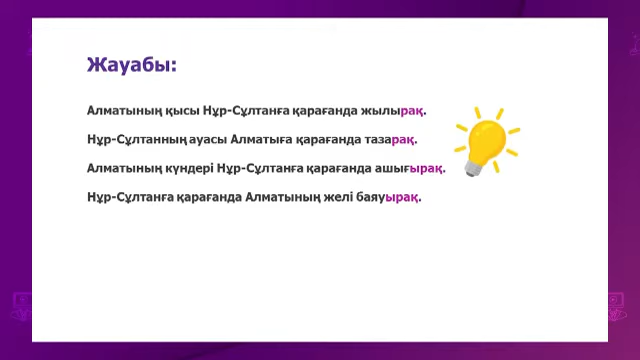 Жауабы:
Алматының қысы Нұр-Сұлтанға қарағанда жылырақ.
Нұр-Сұлтанның ауасы Алматыға қарағанда тазарақ.
Алматының күндері Нұр-Сұлтанға қарағанда ашығырақ.
Нұр-Сұлтанға қарағанда Алматының желі баяуырақ.